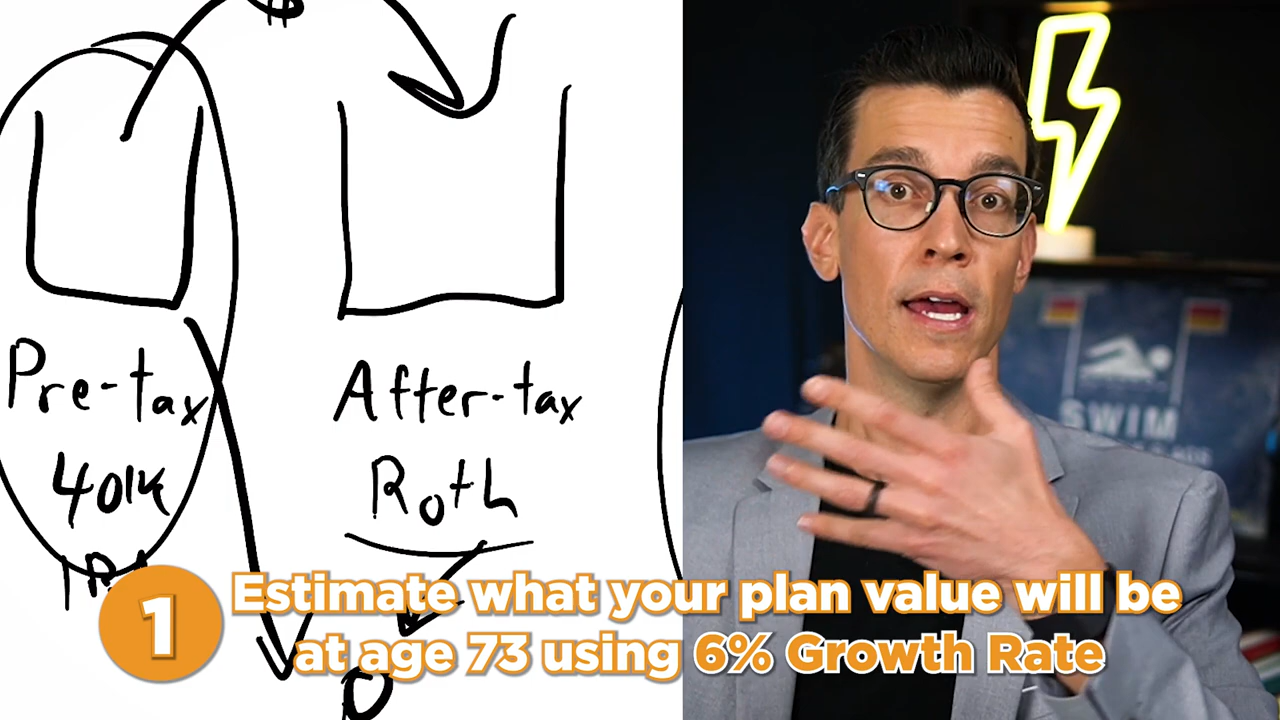 $
Pre-tax
401k
IRA
After-tax
Roth
SWIM
1
Estimate what your plan value will be
at age 73 using 6% Growth Rate